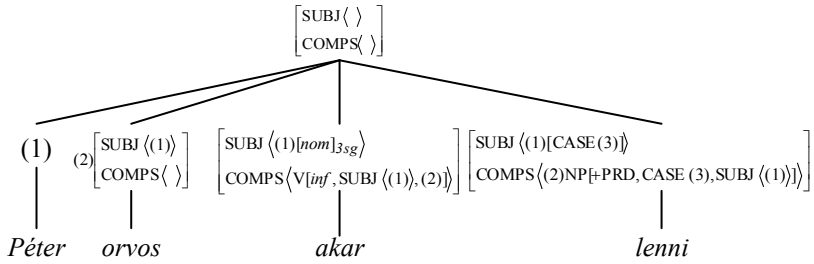 SUBJ⟨ ⟩
COMPS⟨ ⟩
(1)
(2)
SUBJ⟨(1)⟩
COMPS⟨ ⟩
SUBJ⟨(1[nom]3sg⟩
COMPS⟨V[inf, SUBJ⟨(1)⟩, (2)]⟩
SUBJ⟨(1[CASE(3)]⟩
COMPS⟨(2)NP[+PRD, CASE (3), SUBJ⟨(1)⟩]⟩
Péter orvos akar lenni